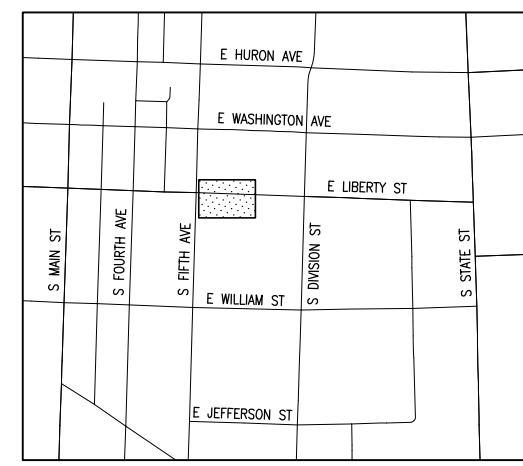 E HURON AVE
E WASHINGTON AVE
E LIBERTY ST
S MAIN ST
S FOURTH AVE
S FIFTH AVE
S DIVISION ST
S STATE ST
E WILLIAM ST
E JEFFERSON ST